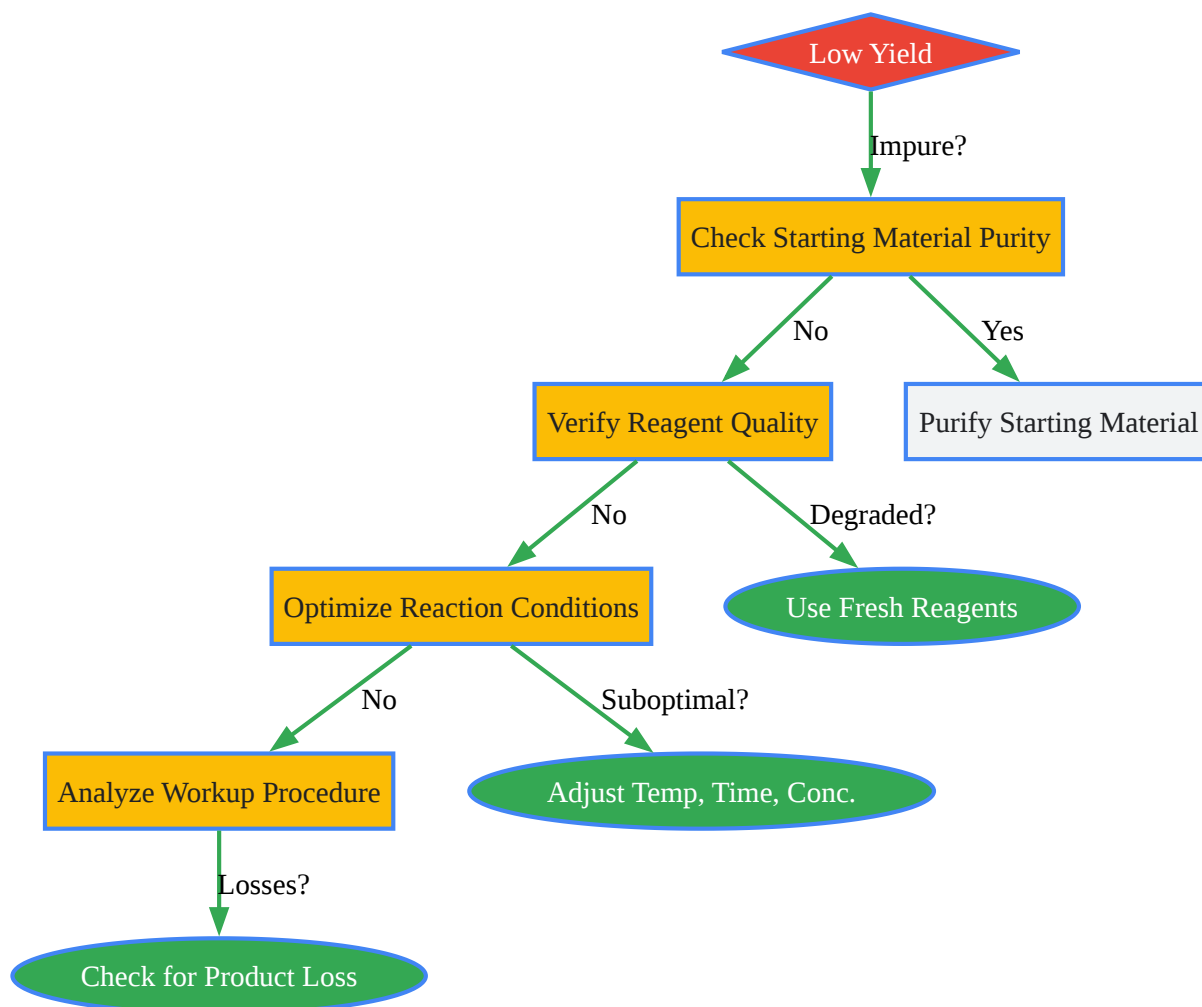 Low Yield
Impure?
Check Starting Material Purity
No
Yes
Verify Reagent Quality
Purify Starting Material
No
Degraded?
Optimize Reaction Conditions
Use Fresh Reagents
No
Suboptimal?
Analyze Workup Procedure
Adjust Temp, Time, Conc.
Losses?
Check for Product Loss